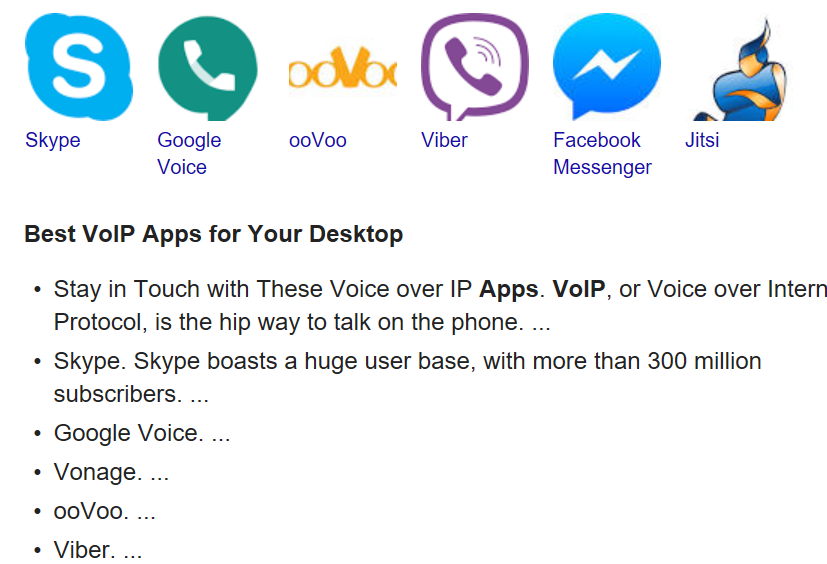 S
ooVoo
Skype
Google
Voice
ooVoo
Viber
Facebook
Messenger
Jitsi
Best VoIP Apps for Your Desktop
• Stay in Touch with These Voice over IP Apps. VoIP, or Voice over Intern
Protocol, is the hip way to talk on the phone. ...
• Skype. Skype boasts a huge user base, with more than 300 million
subscribers. ...
• Google Voice. ...
• Vonage. ...
• ooVoo. ...
• Viber. ...